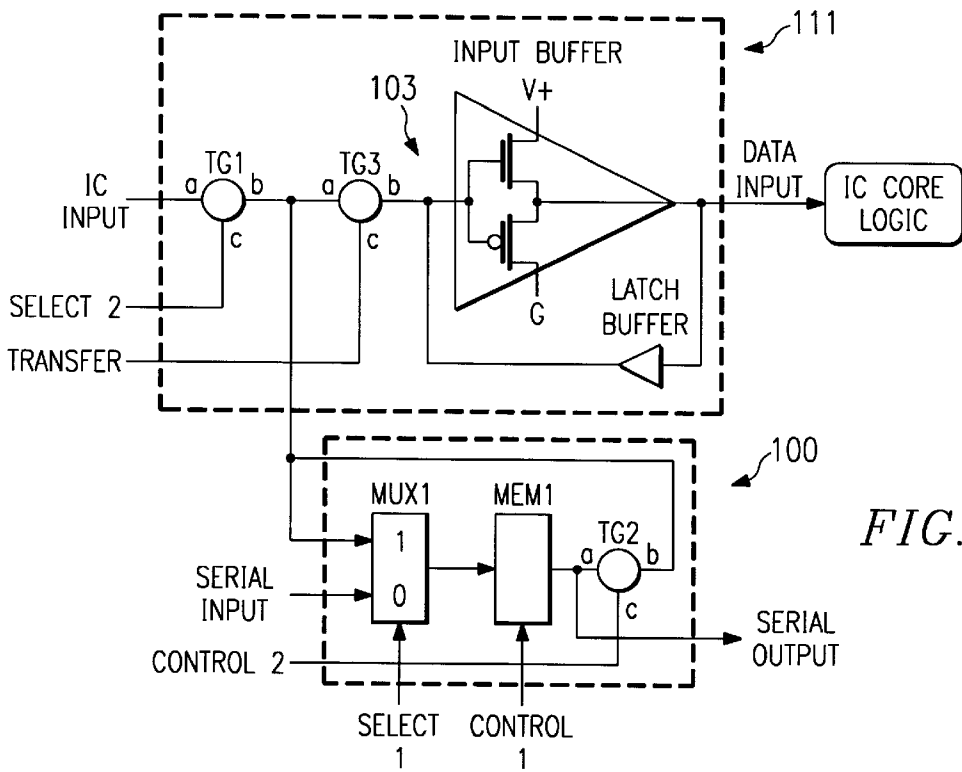 111
INPUT BUFFER
103
V+
TG1
TG3
DATA
INPUT
IC
INPUT
a
b
a
b
IC CORE
LOGIC
c
c
SELECT 2
G
LATCH
BUFFER
TRANSFER
100
MUX1
MEM1
FIG.
1
TG2
a
b
SERIAL
INPUT
0
c
SERIAL
OUTPUT
CONTROL 2
SELECT
1
CONTROL
1